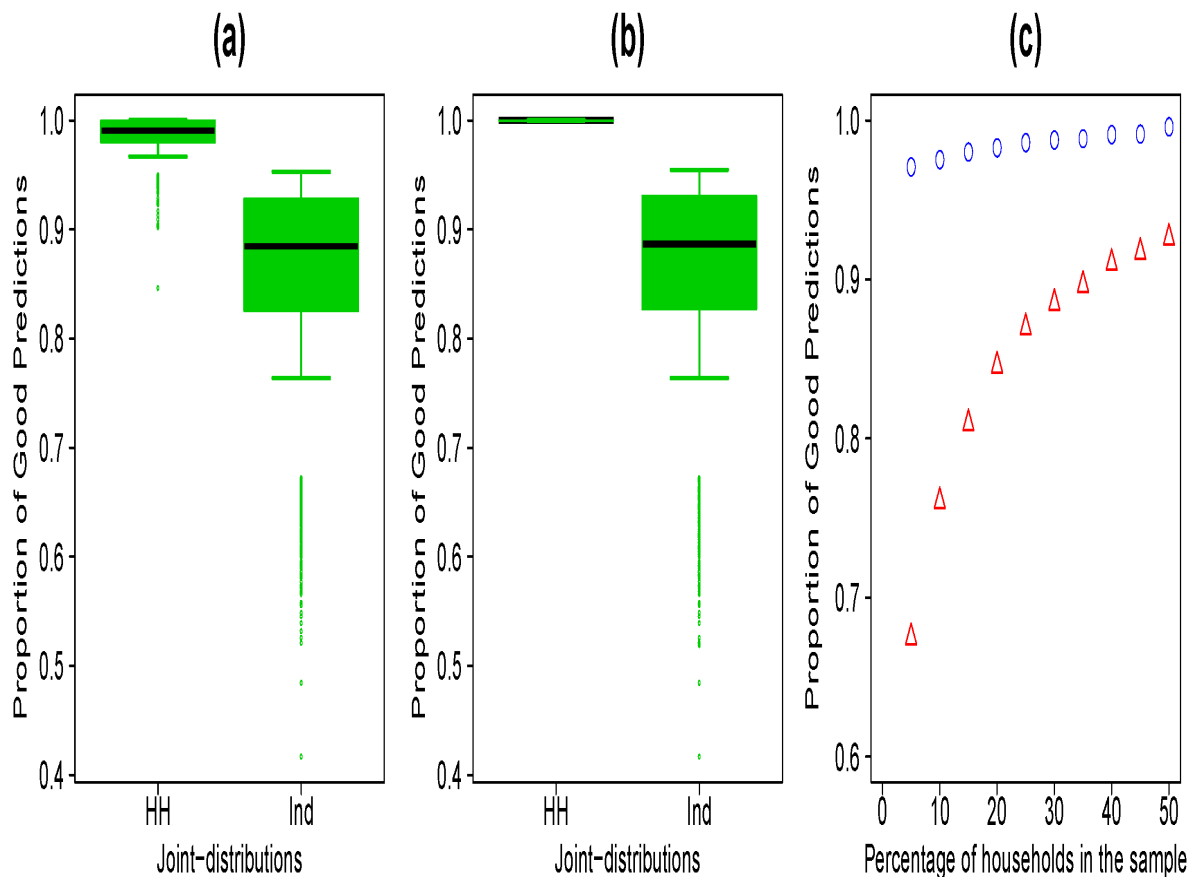 (a)
Proportion of Good Predictions
1.0
0.9
0.8
0.7
0.6
0.5
0.4
HH Ind
Joint−distributions
(b)
Proportion of Good Predictions
1.0
0.9
0.8
0.7
0.6
0.5
0.4
HH Ind
Joint−distributions
(c)
Proportion of Good Predictions
1.0
0.9
0.8
0.7
0.6
0 10 20 30 40 50
Percentage of households in the sample